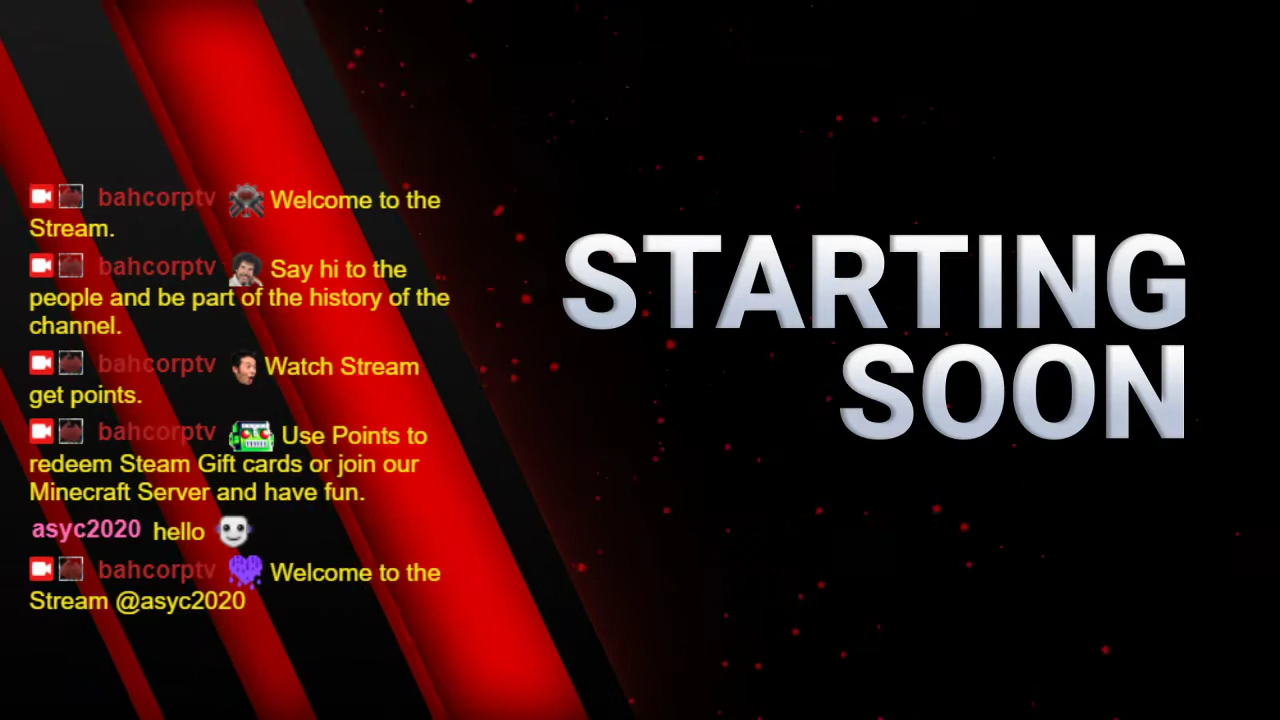 bahcorptv Welcome to the
Stream.
bahcorptv Say hi to the
people and be part of the history of the
channel.
bahcorptv Watch Stream
get points.
bahcorptv Use Points to
redeem Steam Gift cards or join our
Minecraft Server and have fun.
asyc2020 hello
bahcorptv Welcome to the
Stream @asyc2020
STARTING
SOON